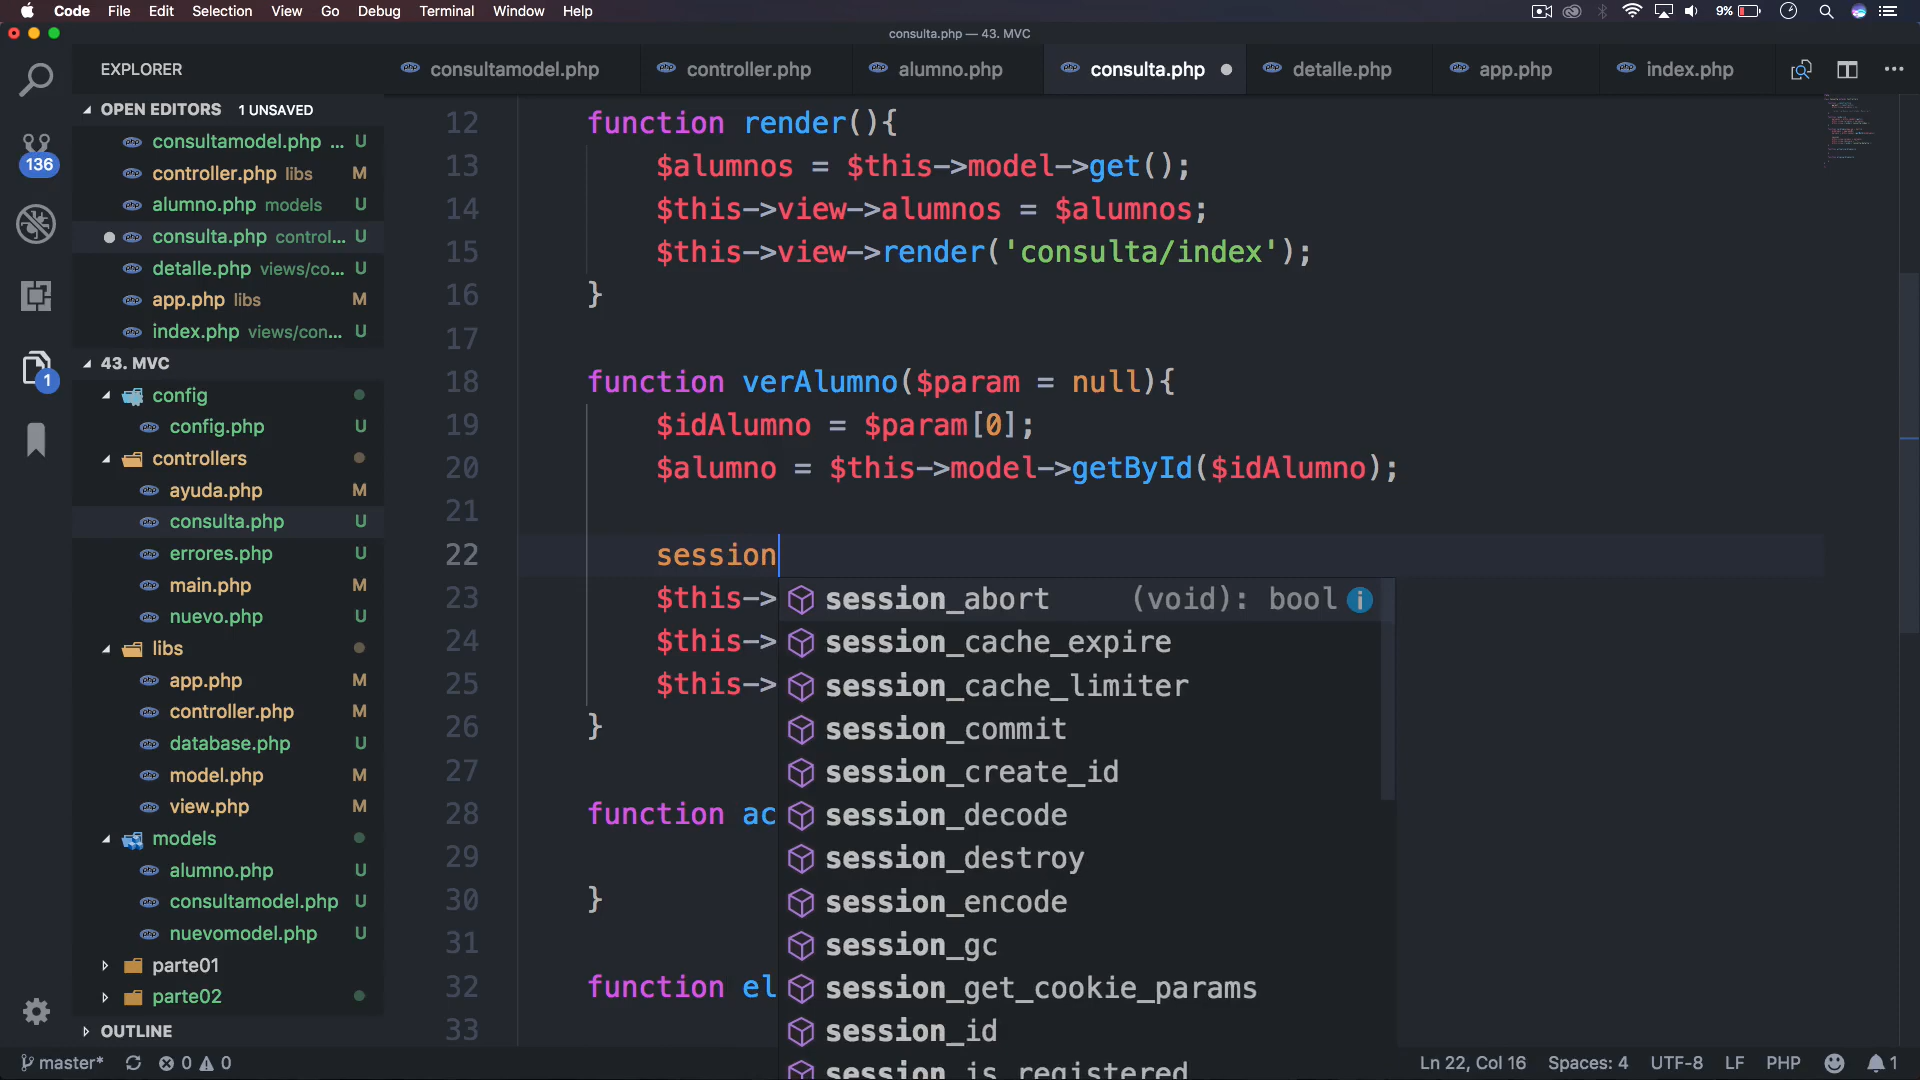 Code File Edit Selection View Go Debug Terminal Window Help 9%
consulta.php — 43. MVC
EXPLORER
consultamodel.php controller.php alumno.php consulta.php detalle.php app.php index.php
OPEN EDITORS 1 UNSAVED
consultamodel.php ... U
controller.php libs M
alumno.php models U
consulta.php control... U
detalle.php views/co... U
app.php libs M
index.php views/con... U
136
1
43. MVC
config
config.php U
controllers
ayuda.php M
consulta.php U
errores.php U
main.php M
nuevo.php U
libs
app.php M
controller.php M
database.php U
model.php M
view.php M
models
alumno.php U
consultamodel.php U
nuevomodel.php U
parte01
parte02
OUTLINE
12 function render(){
13 $alumnos = $this->model->get();
14 $this->view->alumnos = $alumnos;
15 $this->view->render('consulta/index');
16 }
17
18 function verAlumno($param = null){
19 $idAlumno = $param[0];
20 $alumno = $this->model->getById($idAlumno);
21
22 session
23 $this->
24 $this->
25 $this->
26 }
27
28 function ac
29
30 }
31
32 function el
33
session_abort (void): bool
session_cache_expire
session_cache_limiter
session_commit
session_create_id
session_decode
session_destroy
session_encode
session_gc
session_get_cookie_params
session_id
session_is_registered
master* 0 0 Ln 22, Col 16 Spaces: 4 UTF-8 LF PHP 1